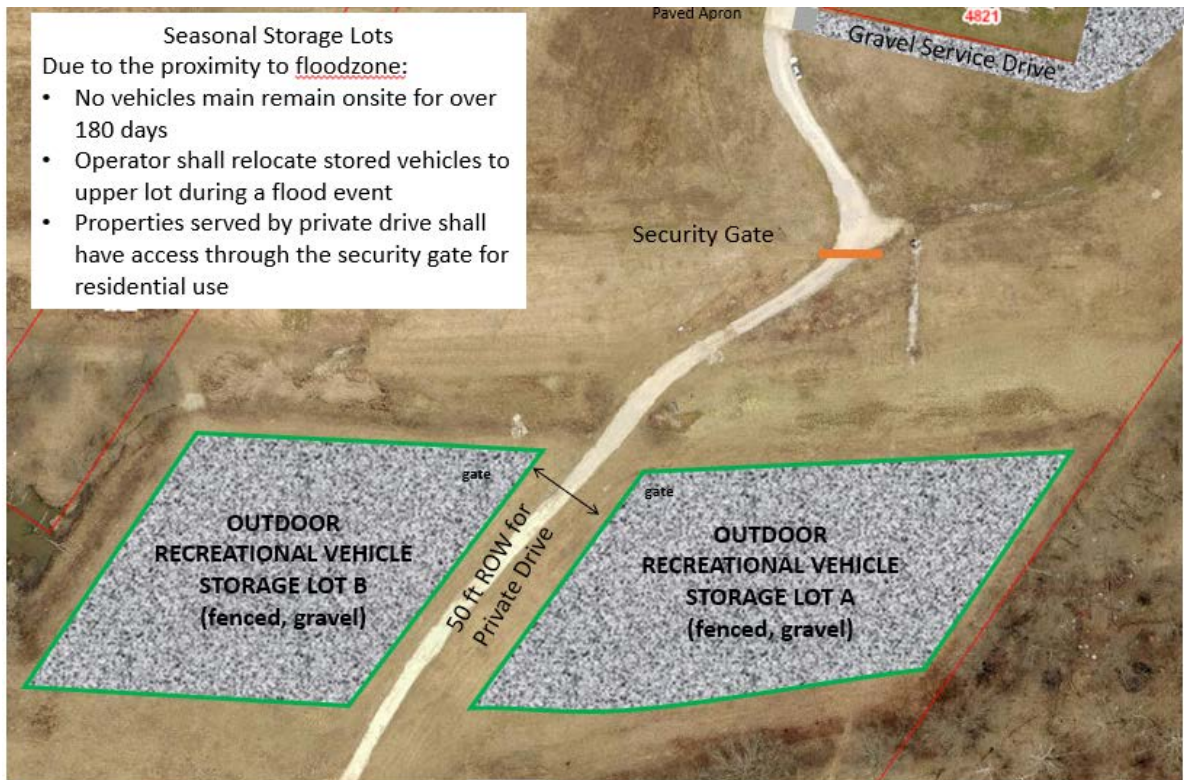 Seasonal Storage Lots
Due to the proximity to floodzone:
• No vehicles main remain onsite for over
180 days
• Operator shall relocate stored vehicles to
upper lot during a flood event
• Properties served by private drive shall
have access through the security gate for
residential use
Paved Apron
4821
Gravel Service Drive
Security Gate
gate
OUTDOOR
RECREATIONAL VEHICLE
STORAGE LOT B
(fenced, gravel)
50 ft ROW for
Private Drive
gate
OUTDOOR
RECREATIONAL VEHICLE
STORAGE LOT A
(fenced, gravel)